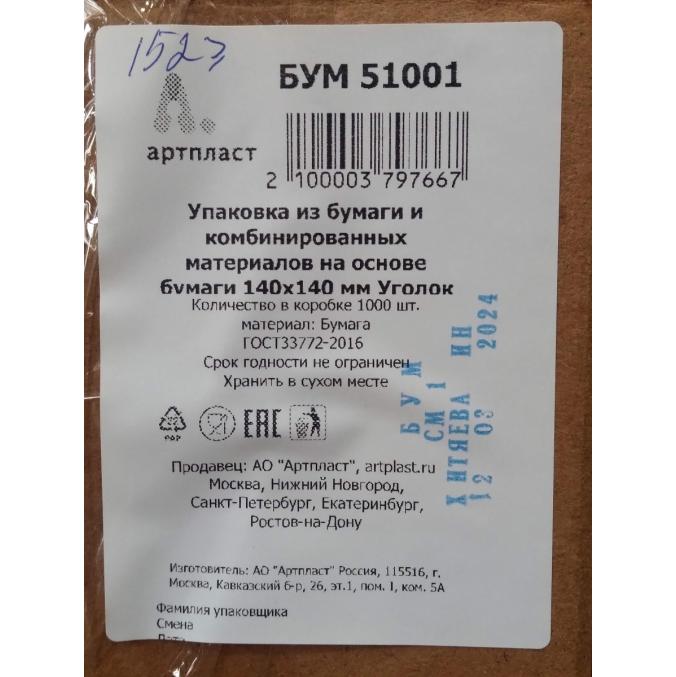 1523
БУМ 51001
артпласт
2 100003 797667
Упаковка из бумаги и
комбинированных
материалов на основе
бумаги 140х140 мм Уголок
Количество в коробке 1000 шт.
материал: Бумага
ГОСТ33772-2016
Срок годности не ограничен
Хранить в сухом месте
PAP
EAC
БУМ
СМ 1
ХИТЯЕВА ИН
12 03 2024
Продавец: АО "Артпласт", artplast.ru
Москва, Нижний Новгород,
Санкт-Петербург, Екатеринбург,
Ростов-на-Дону
Изготовитель: АО "Артпласт" Россия, 115516, г.
Москва, Кавказский б-р, 26, эт.1, пом. I, ком. 5А
Фамилия упаковщика
Смена
Дата